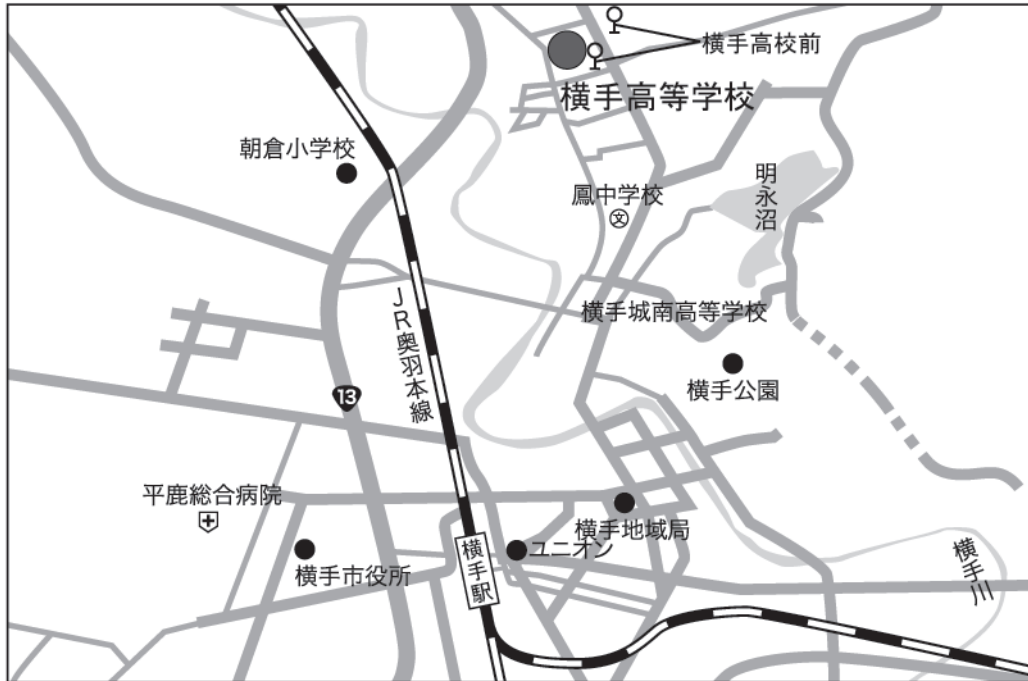 横手高校前
横手高等学校
朝倉小学校
明永沼
鳳中学校
文
横手城南高等学校
JR奥羽本線
横手公園
13
平鹿総合病院
横手地域局
ユニオン
横手駅
横手市役所
横手川